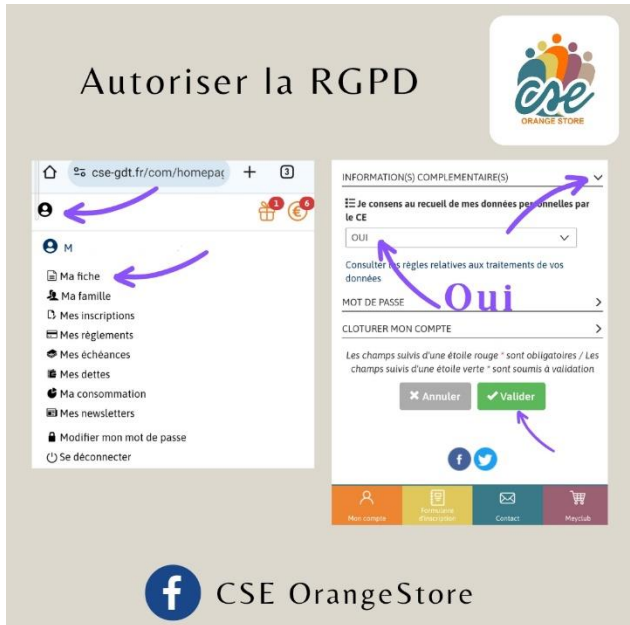 Autoriser la RGPD
cse
ORANGE STORE
cse-gdt.fr/com/homepag
3
1
6
M
Ma fiche
Ma famille
Mes inscriptions
Mes règlements
Mes échéances
Mes dettes
Ma consommation
Mes newsletters
Modifier mon mot de passe
Se déconnecter
INFORMATION(S) COMPLEMENTAIRE(S)
Je consens au recueil de mes données personnelles par
le CE
OUI
Consulter les règles relatives aux traitements de vos
données
Oui
MOT DE PASSE
CLOTURER MON COMPTE
Les champs suivis d'une étoile rouge * sont obligatoires / Les
champs suivis d'une étoile verte * sont soumis à validation
Annuler
Valider
Mon compte
Formulaire
d'inscription
Contact
Meyclub
CSE OrangeStore